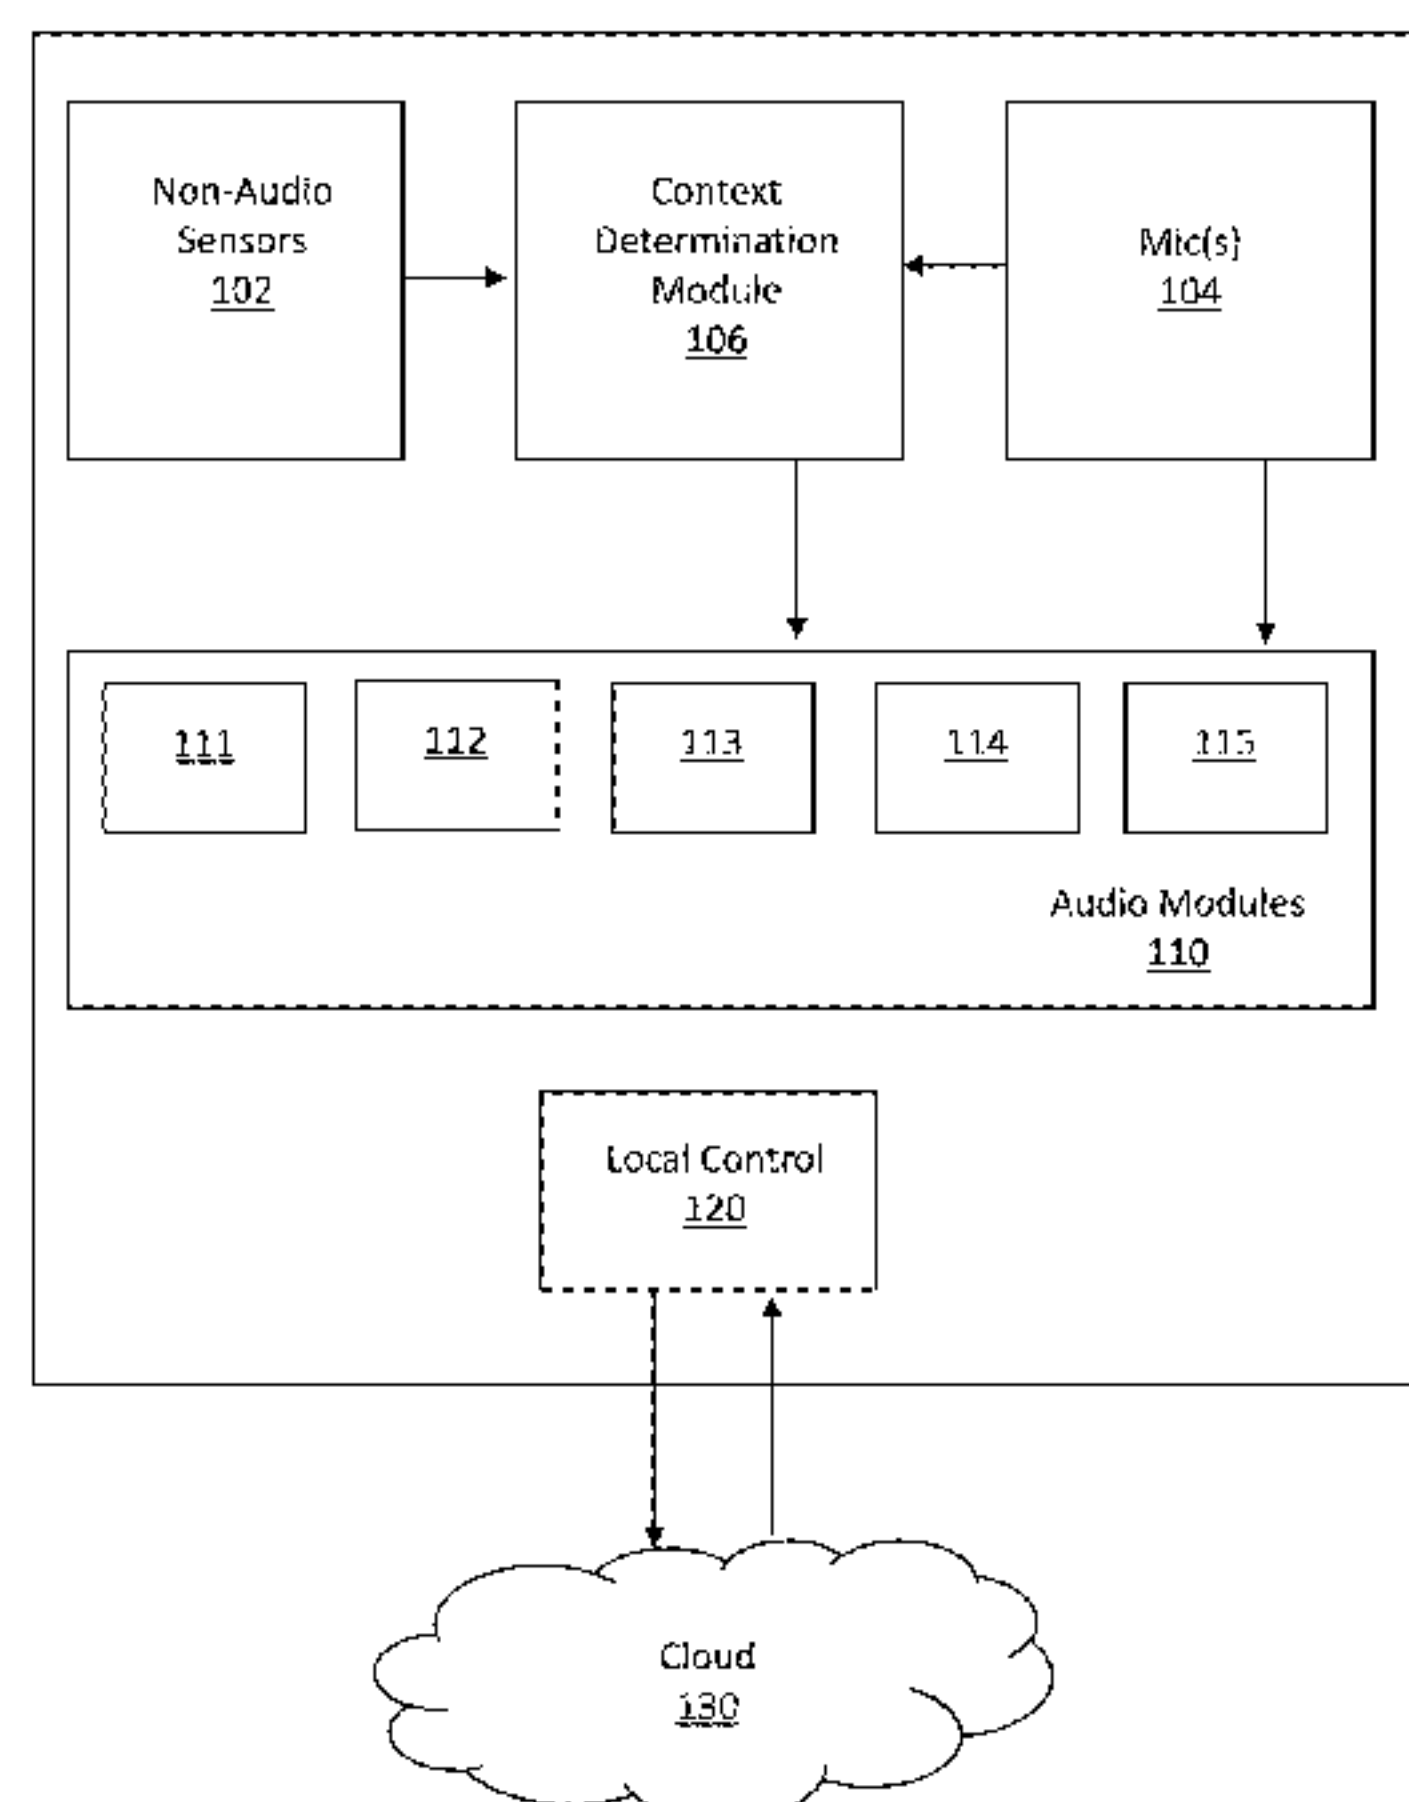 Non-Audio
Sensors
102
Context
Determination
Module
106
Mic(s)
104
111
112
113
114
115
Audio Modules
110
Local Control
120
Cloud
130